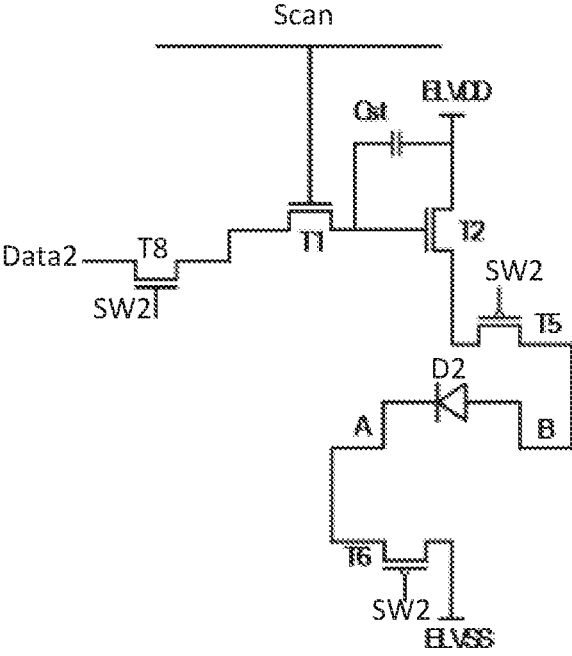 Scan
ELVDD
Cst
T1
T2
Data2
T8
SW2
SW2
T5
D2
A
B
T6
SW2
ELVSS